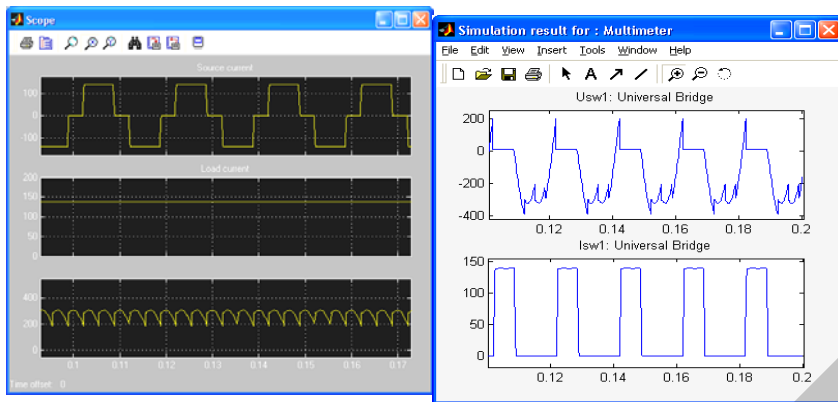 Scope
Source current
100
0
-100
Load current
200
150
100
50
0
400
200
0
0.1 0.11 0.12 0.13 0.14 0.15 0.16 0.17
Time offset: 0
Simulation result for : Multimeter
File Edit View Insert Tools Window Help
Usw1: Universal Bridge
200
0
-200
-400
0.12 0.14 0.16 0.18 0.2
Isw1: Universal Bridge
150
100
50
0
0.12 0.14 0.16 0.18 0.2